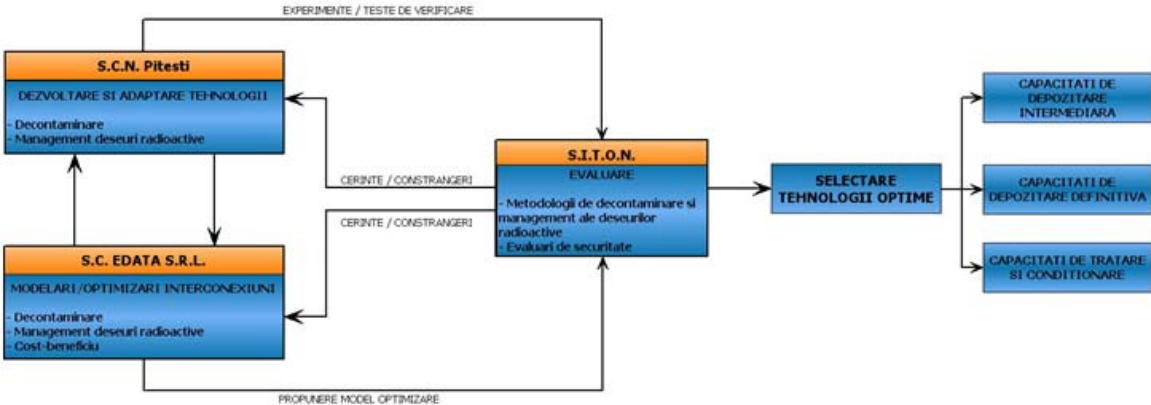 EXPERIMENTE / TESTE DE VERIFICARE
S.C.N. Pitesti
DEZVOLTARE SI ADAPTARE TEHNOLOGII
- Decontaminare
- Management deseuri radioactive
CERINTE / CONSTRANGERI
CERINTE / CONSTRANGERI
S.C. EDATA S.R.L.
MODELARI/OPTIMIZARI INTERCONEXIUNI
- Decontaminare
- Management deseuri radioactive
- Cost-beneficiu
PROPUNERE MODEL OPTIMIZARE
S.I.T.O.N.
EVALUARE
- Metodologii de decontaminare si
management ale deseurilor
radioactive
- Evaluari de securitate
SELECTARE
TEHNOLOGII OPTIME
CAPACITATI DE
DEPOZITARE
INTERMEDIARA
CAPACITATI DE
DEPOZITARE DEFINITIVA
CAPACITATI DE TRATARE
SI CONDITIONARE